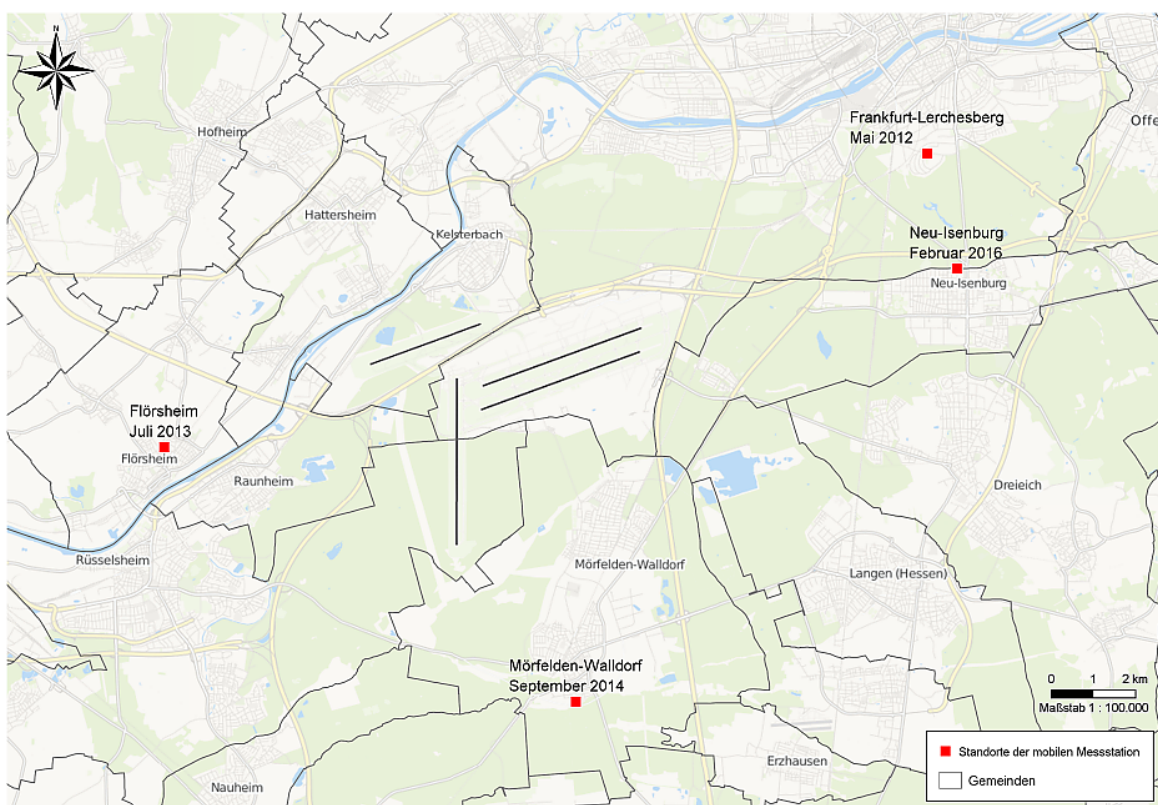 N
Hofheim
Frankfurt-Lerchesberg
Mai 2012
Offe
Hattersheim
Kelsterbach
Neu-Isenburg
Februar 2016
Neu-Isenburg
Flörsheim
Juli 2013
Flörsheim
Raunheim
Dreieich
Rüsselsheim
Mörfelden-Walldorf
Langen (Hessen)
Mörfelden-Walldorf
September 2014
0 1 2 km
Maßstab 1 : 100.000
Standorte der mobilen Messstation
Gemeinden
Erzhausen
Nauheim